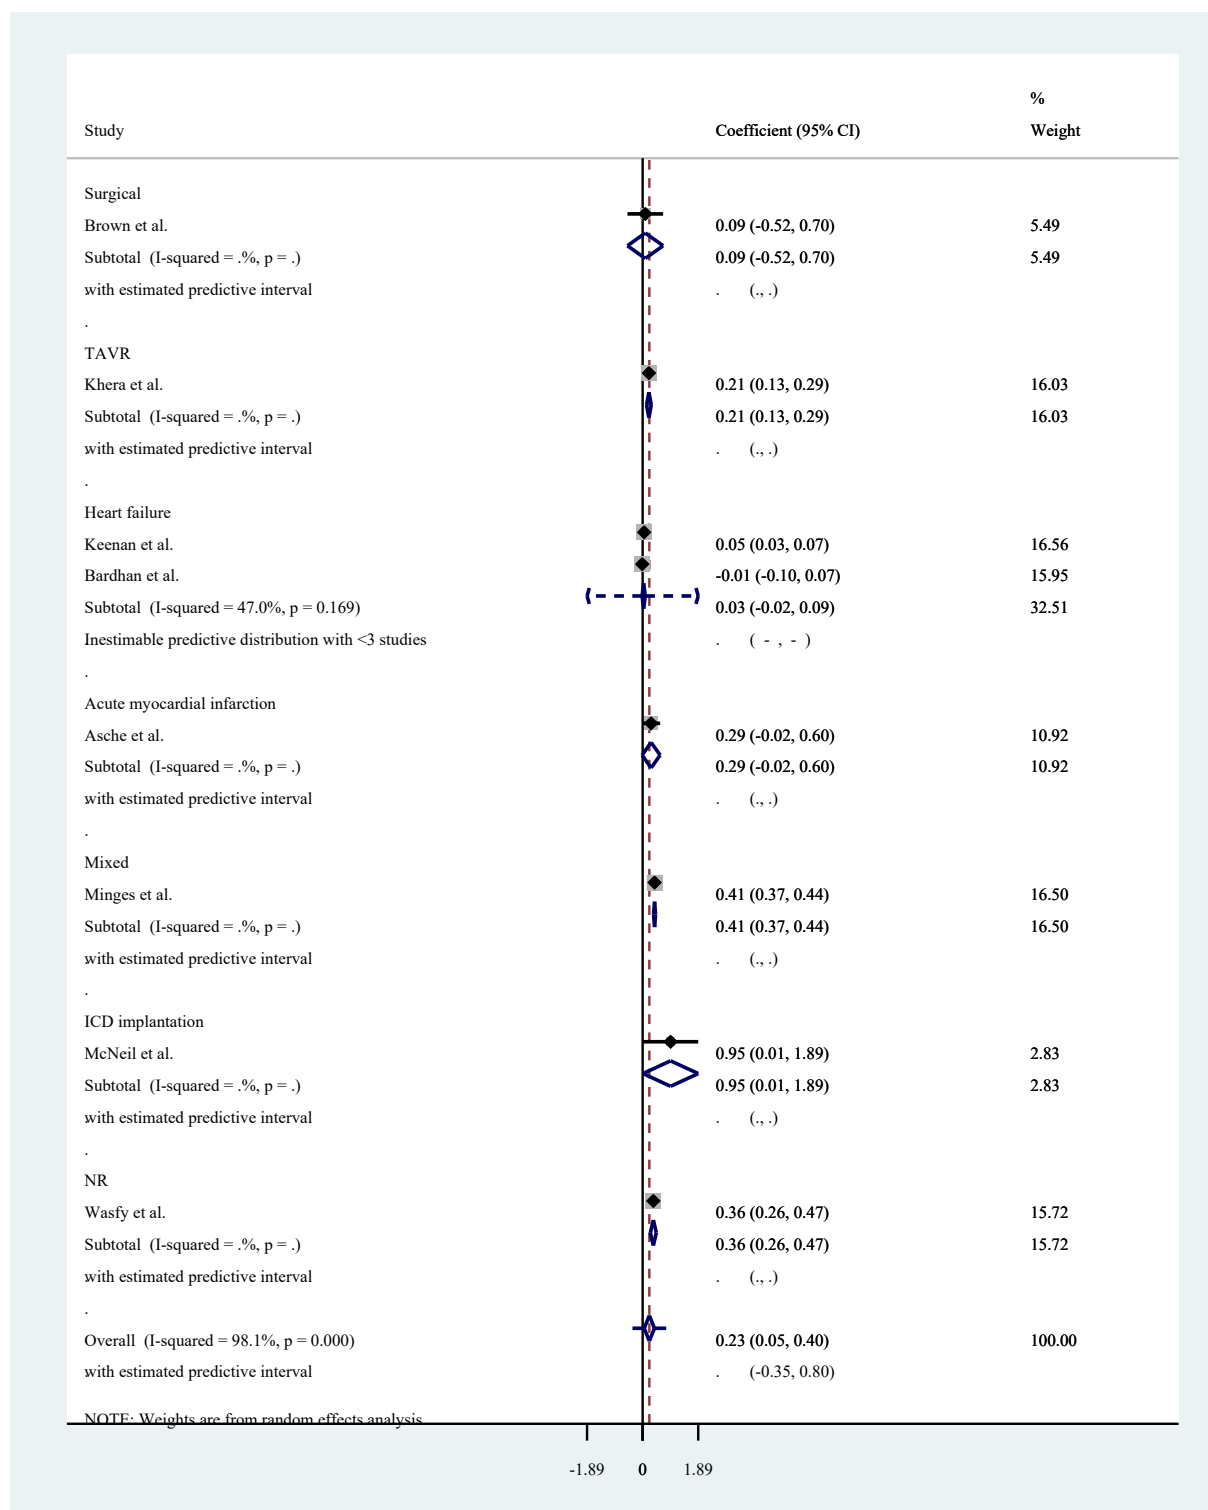 %
Study Coefficient (95% CI) Weight
Surgical
Brown et al. 0.09 (-0.52, 0.70) 5.49
Subtotal (I-squared = .%, p = .) 0.09 (-0.52, 0.70) 5.49
with estimated predictive interval . (., .)
.
TAVR
Khera et al. 0.21 (0.13, 0.29) 16.03
Subtotal (I-squared = .%, p = .) 0.21 (0.13, 0.29) 16.03
with estimated predictive interval . (., .)
.
Heart failure
Keenan et al. 0.05 (0.03, 0.07) 16.56
Bardhan et al. -0.01 (-0.10, 0.07) 15.95
Subtotal (I-squared = 47.0%, p = 0.169) 0.03 (-0.02, 0.09) 32.51
Inestimable predictive distribution with <3 studies . ( - , - )
.
Acute myocardial infarction
Asche et al. 0.29 (-0.02, 0.60) 10.92
Subtotal (I-squared = .%, p = .) 0.29 (-0.02, 0.60) 10.92
with estimated predictive interval . (., .)
.
Mixed
Minges et al. 0.41 (0.37, 0.44) 16.50
Subtotal (I-squared = .%, p = .) 0.41 (0.37, 0.44) 16.50
with estimated predictive interval . (., .)
.
ICD implantation
McNeil et al. 0.95 (0.01, 1.89) 2.83
Subtotal (I-squared = .%, p = .) 0.95 (0.01, 1.89) 2.83
with estimated predictive interval . (., .)
.
NR
Wasfy et al. 0.36 (0.26, 0.47) 15.72
Subtotal (I-squared = .%, p = .) 0.36 (0.26, 0.47) 15.72
with estimated predictive interval . (., .)
.
Overall (I-squared = 98.1%, p = 0.000) 0.23 (0.05, 0.40) 100.00
with estimated predictive interval . (-0.35, 0.80)
NOTE: Weights are from random effects analysis
-1.89 0 1.89